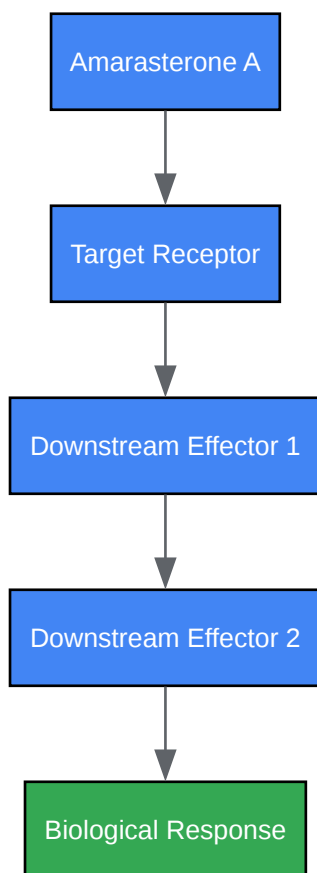 Amarasterone A
Target Receptor
Downstream Effector 1
Downstream Effector 2
Biological Response